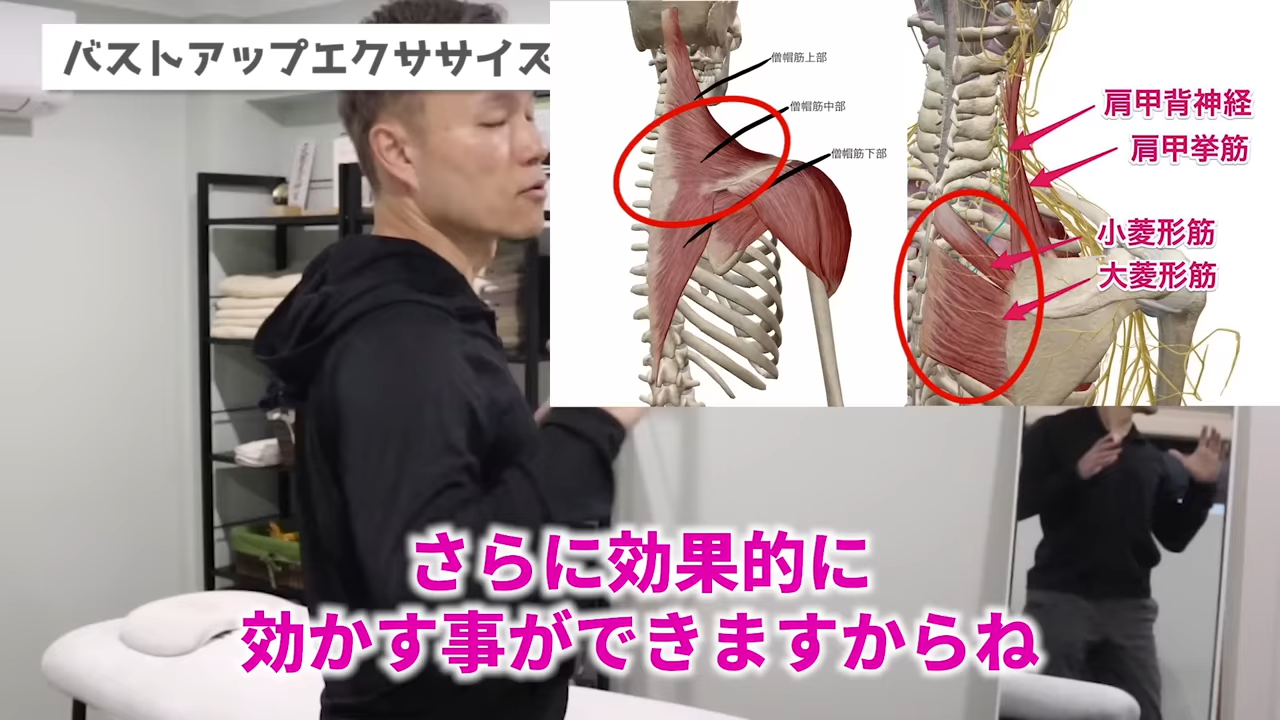 バストアップエクササイズ
僧帽筋上部
僧帽筋中部
僧帽筋下部
肩甲背神経
肩甲挙筋
小菱形筋
大菱形筋
さらに効果的に
効かす事ができますからね